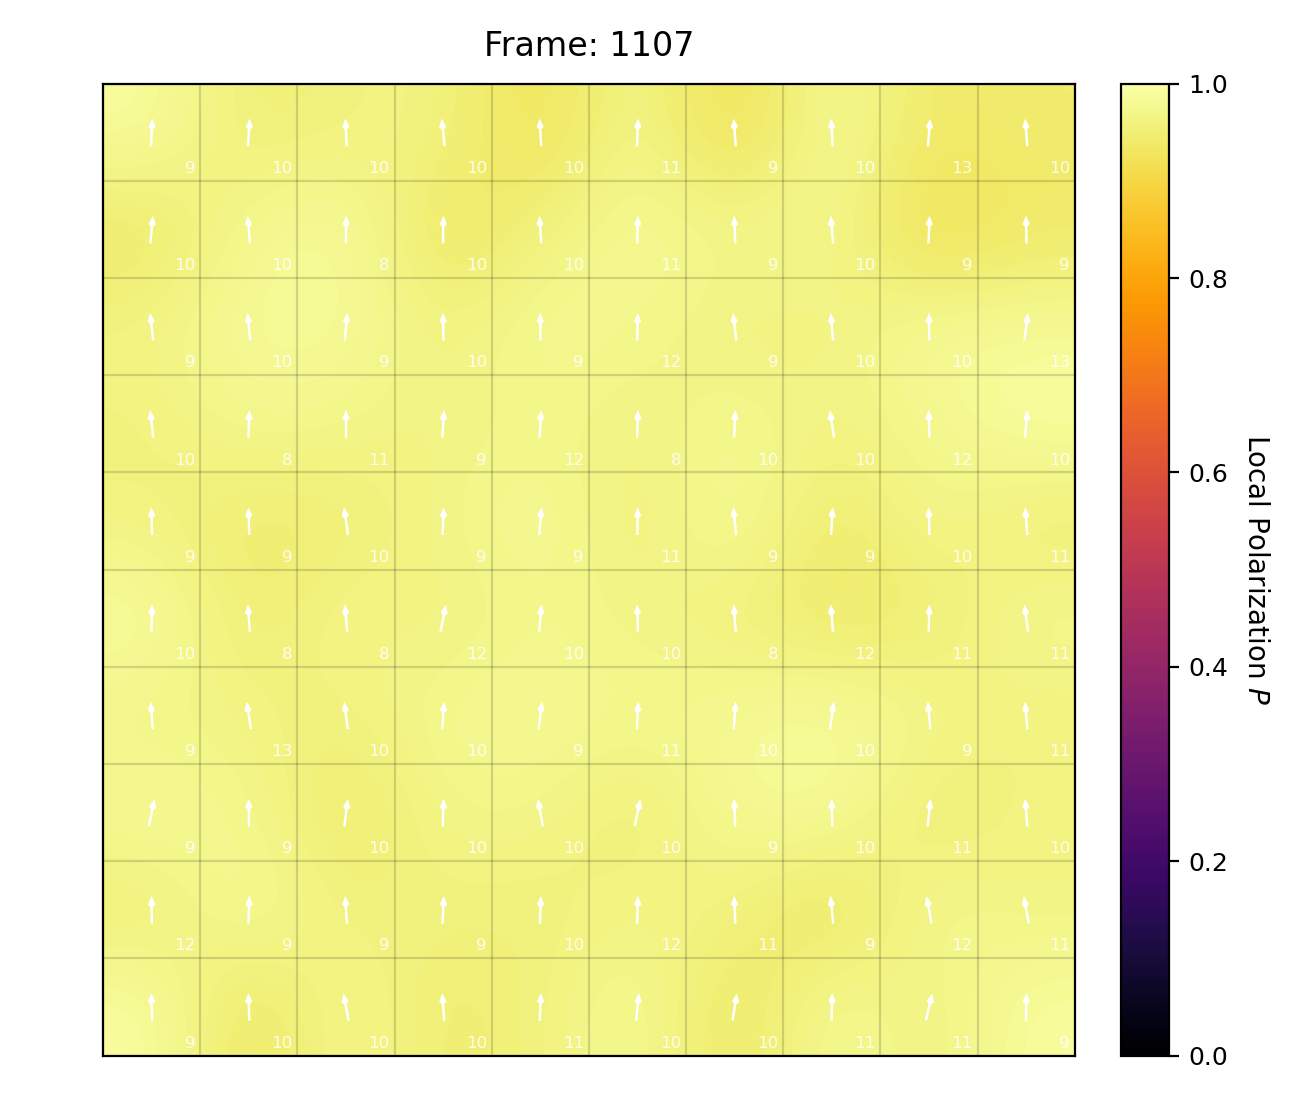 Frame: 1107
9 10 10 10 10 11 9 10 13 10
10 10 8 10 10 11 9 10 9 9
9 10 9 10 9 12 9 10 10 13
10 8 11 9 12 8 10 10 12 10
9 9 10 9 9 11 9 9 10 11
10 8 8 12 10 10 8 12 11 11
9 13 10 10 9 11 10 10 9 11
9 9 10 10 10 10 9 10 11 10
12 9 9 9 10 12 11 9 12 11
9 10 10 10 11 10 10 11 11 9
1.0
0.8
0.6
0.4
0.2
0.0
Local Polarization P